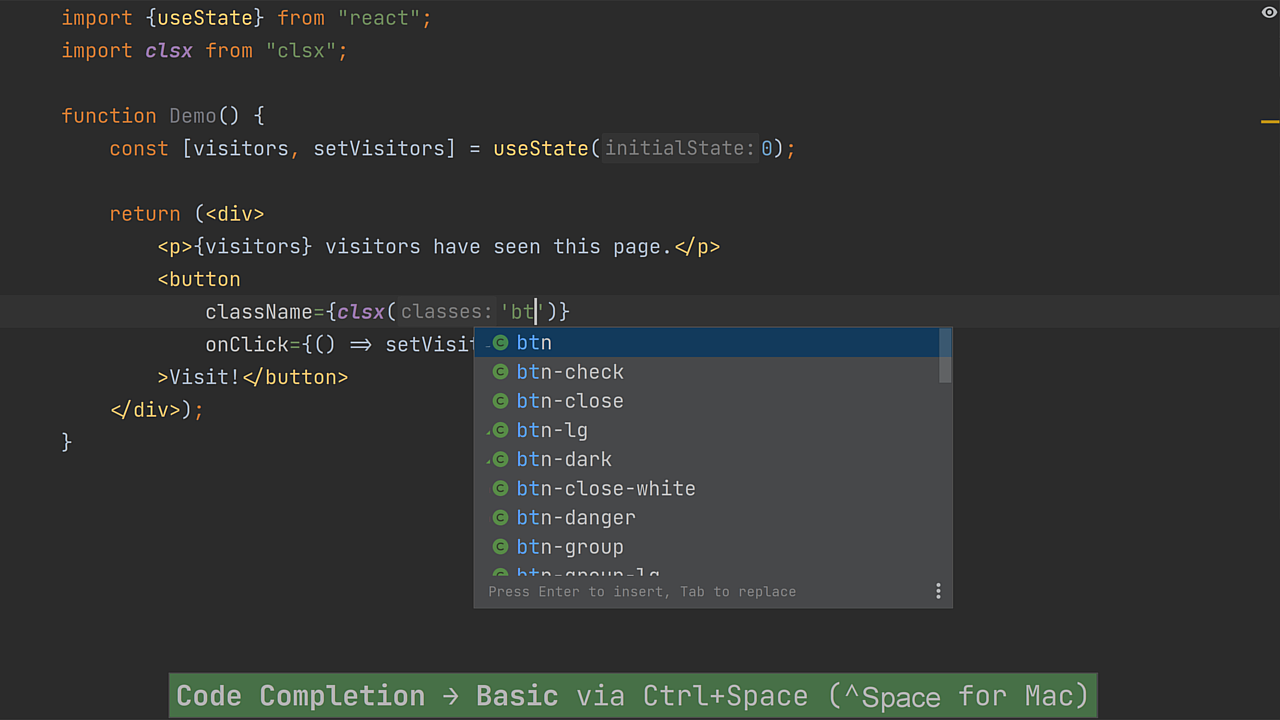 import {useState} from "react";
import clsx from "clsx";
function Demo() {
const [visitors, setVisitors] = useState( initialState: 0);
return (<div>
<p>{visitors} visitors have seen this page.</p>
<button
className={clsx( classes: 'bt')}
onClick={() => setVisit
>Visit!</button>
</div>);
}
btn
btn-check
btn-close
btn-lg
btn-dark
btn-close-white
btn-danger
btn-group
btn-group-lg
Press Enter to insert, Tab to replace
Code Completion → Basic via Ctrl+Space (^Space for Mac)